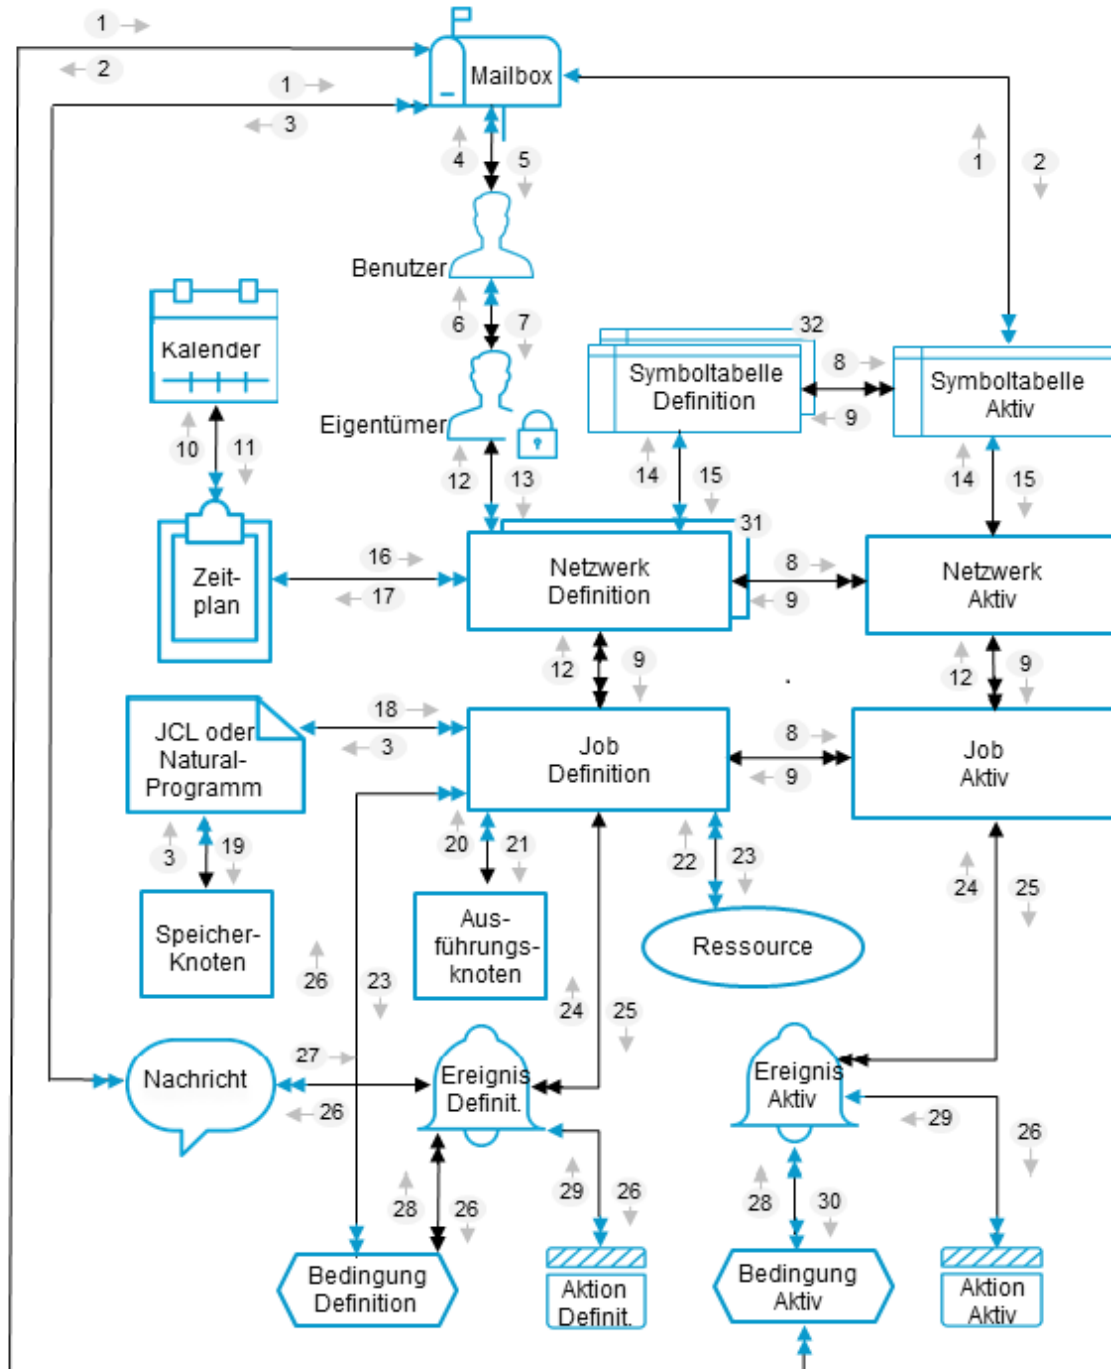 1
2
Mailbox
1
3
4
5
1
2
Benutzer
6
7
32
Kalender
Symboltabelle
Definition
8
Symboltabelle
Aktiv
9
Eigentümer
10
11
12
13
14
15
14
15
31
Zeit-
plan
16
17
Netzwerk
Definition
8
9
Netzwerk
Aktiv
12
9
12
9
JCL oder
Natural-
Programm
18
3
Job
Definition
8
9
Job
Aktiv
3
19
20
21
22
23
24
25
Speicher-
Knoten
Aus-
führungs-
knoten
Ressource
26
23
24
25
27
Nachricht
26
Ereignis
Definit.
Ereignis
Aktiv
29
26
28
26
29
26
28
30
Bedingung
Definition
Aktion
Definit.
Bedingung
Aktiv
Aktion
Aktiv